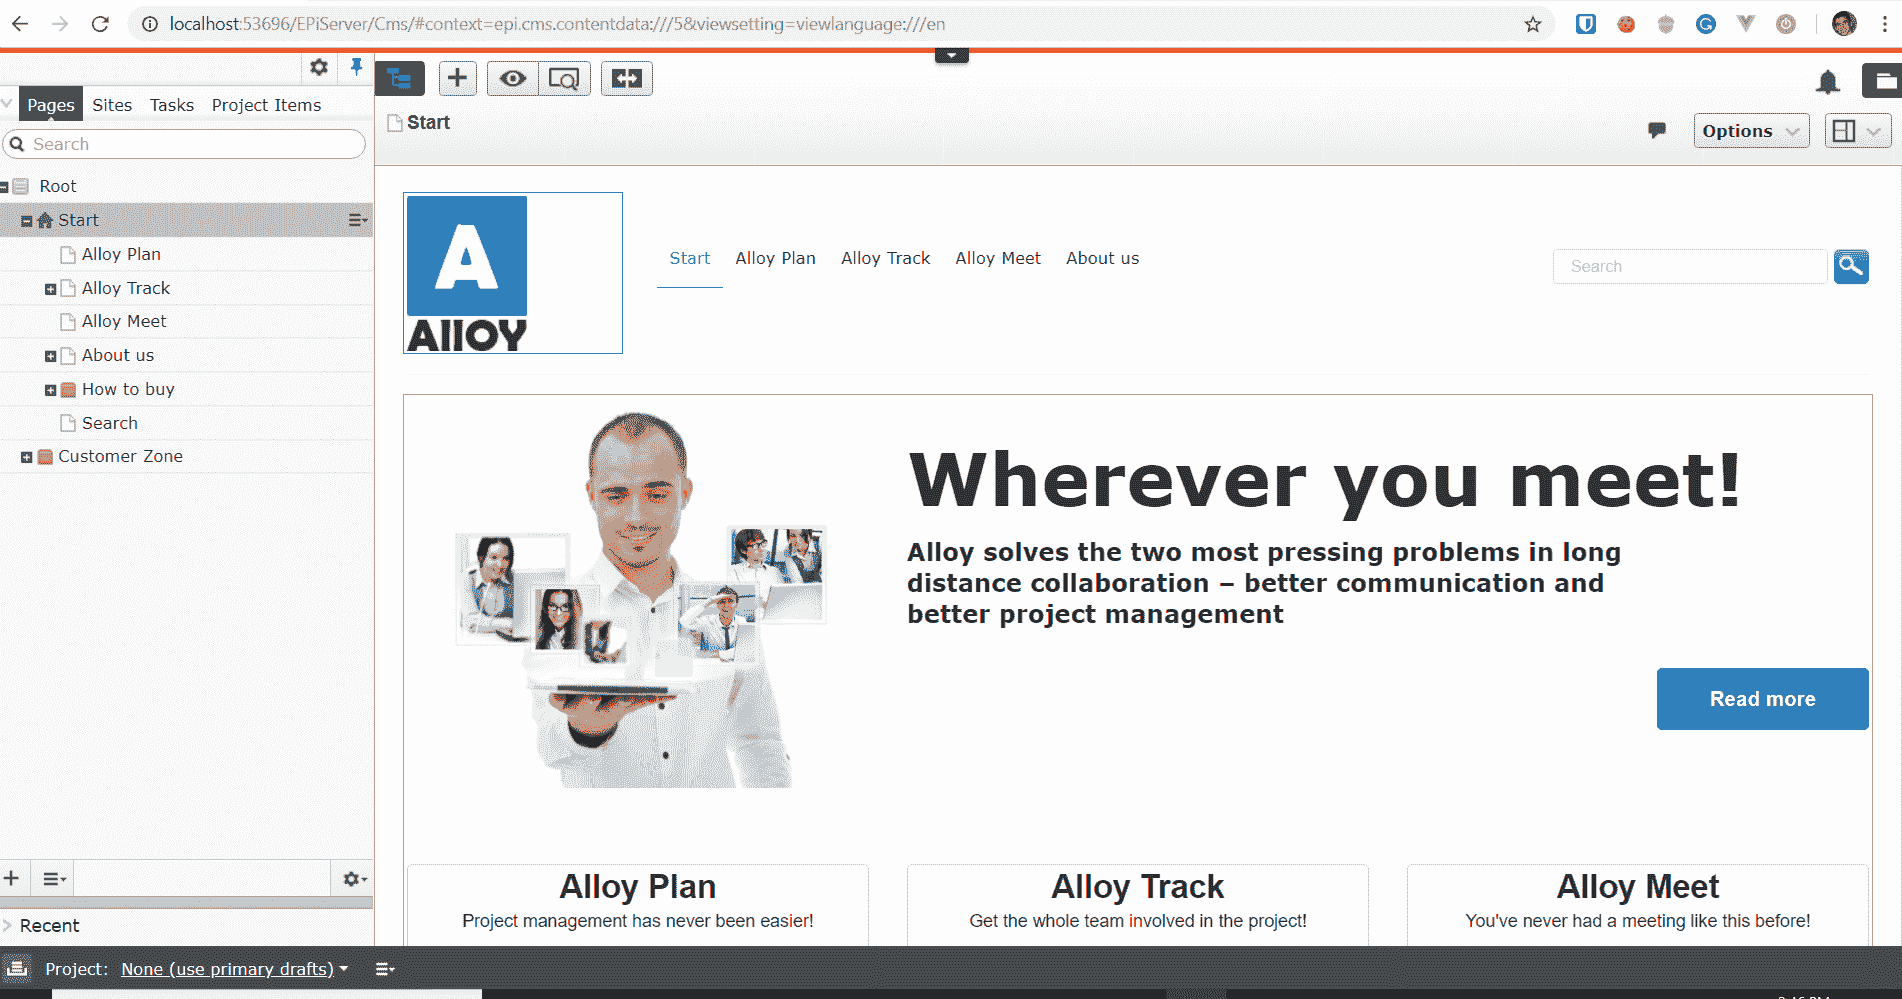 localhost:53696/EPiServer/Cms/#context=epi.cms.contentdata:///5&viewsetting=viewlanguage:///en
Pages Sites Tasks Project Items
Search
Root
Start
Alloy Plan
Alloy Track
Alloy Meet
About us
How to buy
Search
Customer Zone
Recent
Start
Options
A
Alloy
Start Alloy Plan Alloy Track Alloy Meet About us
Search
Wherever you meet!
Alloy solves the two most pressing problems in long
distance collaboration – better communication and
better project management
Read more
Alloy Plan
Project management has never been easier!
Alloy Track
Get the whole team involved in the project!
Alloy Meet
You've never had a meeting like this before!
Project: None (use primary drafts)